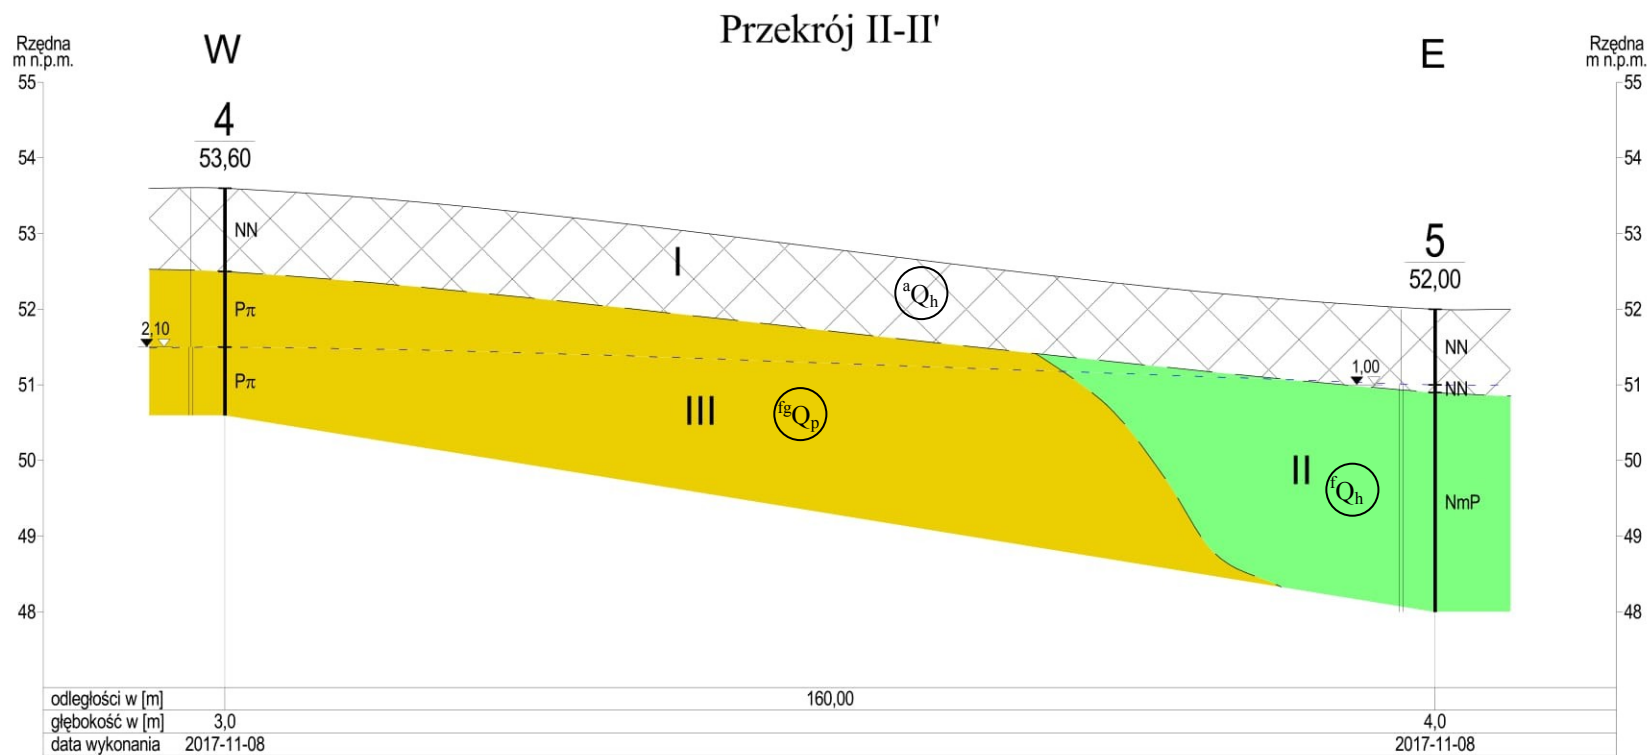 Przekrój II-II'
Rzędna
m n.p.m.
W
E
Rzędna
m n.p.m.
55
55
4
53,60
54
54
NN
53
53
I
5
52,00
aQh
52
52
Pπ
2,10
NN
1,00
51
NN
51
Pπ
III
fgQp
50
50
II
fQh
NmP
49
49
48
48
odległości w [m] 160,00
głębokość w [m] 3,0 4,0
data wykonania 2017-11-08 2017-11-08